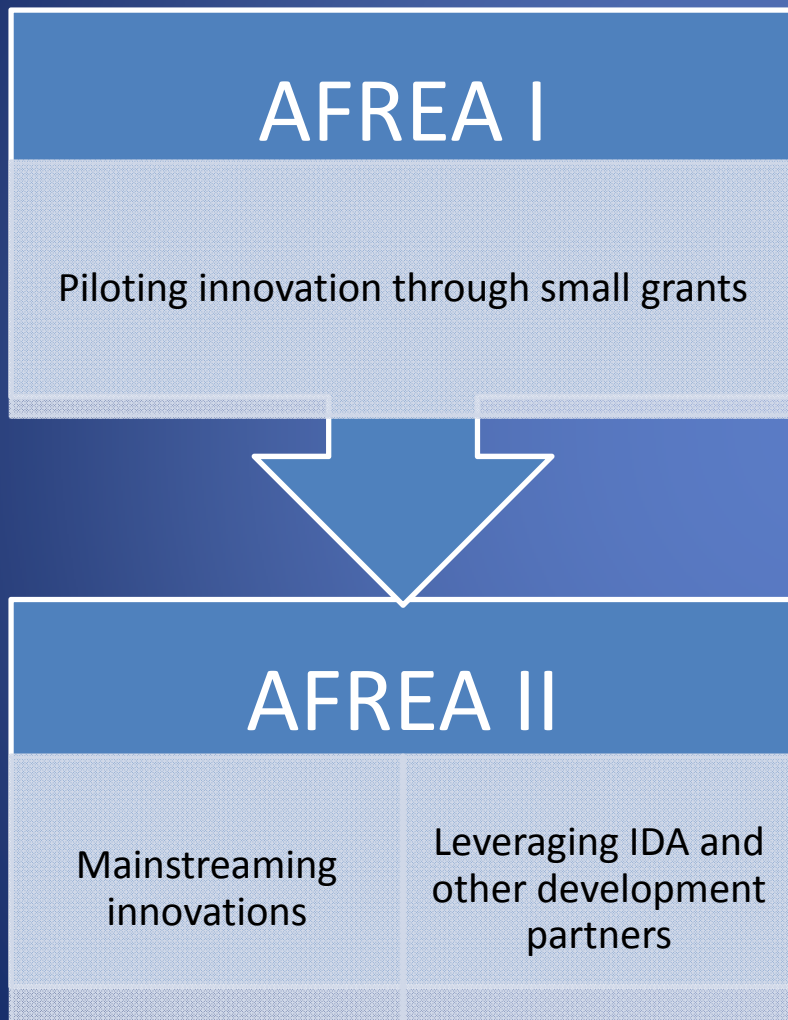 AFREA I
Piloting innovation through small grants
AFREA II
Mainstreaming
innovations
Leveraging IDA and
other development
partners